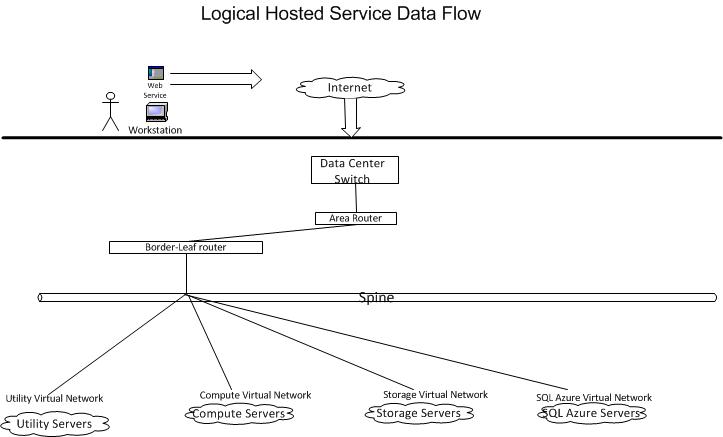 Logical Hosted Service Data Flow
Web
Service
Internet
Workstation
Data Center
Switch
Area Router
Border-Leaf router
Spine
Utility Virtual Network
Compute Virtual Network
Storage Virtual Network
SQL Azure Virtual Network
Utility Servers
Compute Servers
Storage Servers
SQL Azure Servers